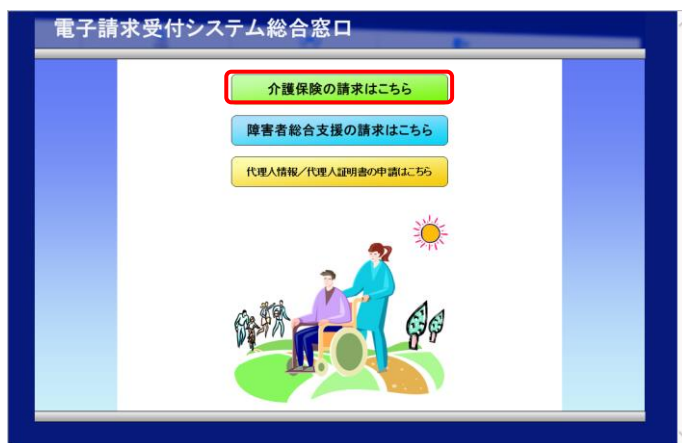 電子請求受付システム総合窓口
介護保険の請求はこちら
障害者総合支援の請求はこちら
代理人情報／代理人証明書の申請はこちら